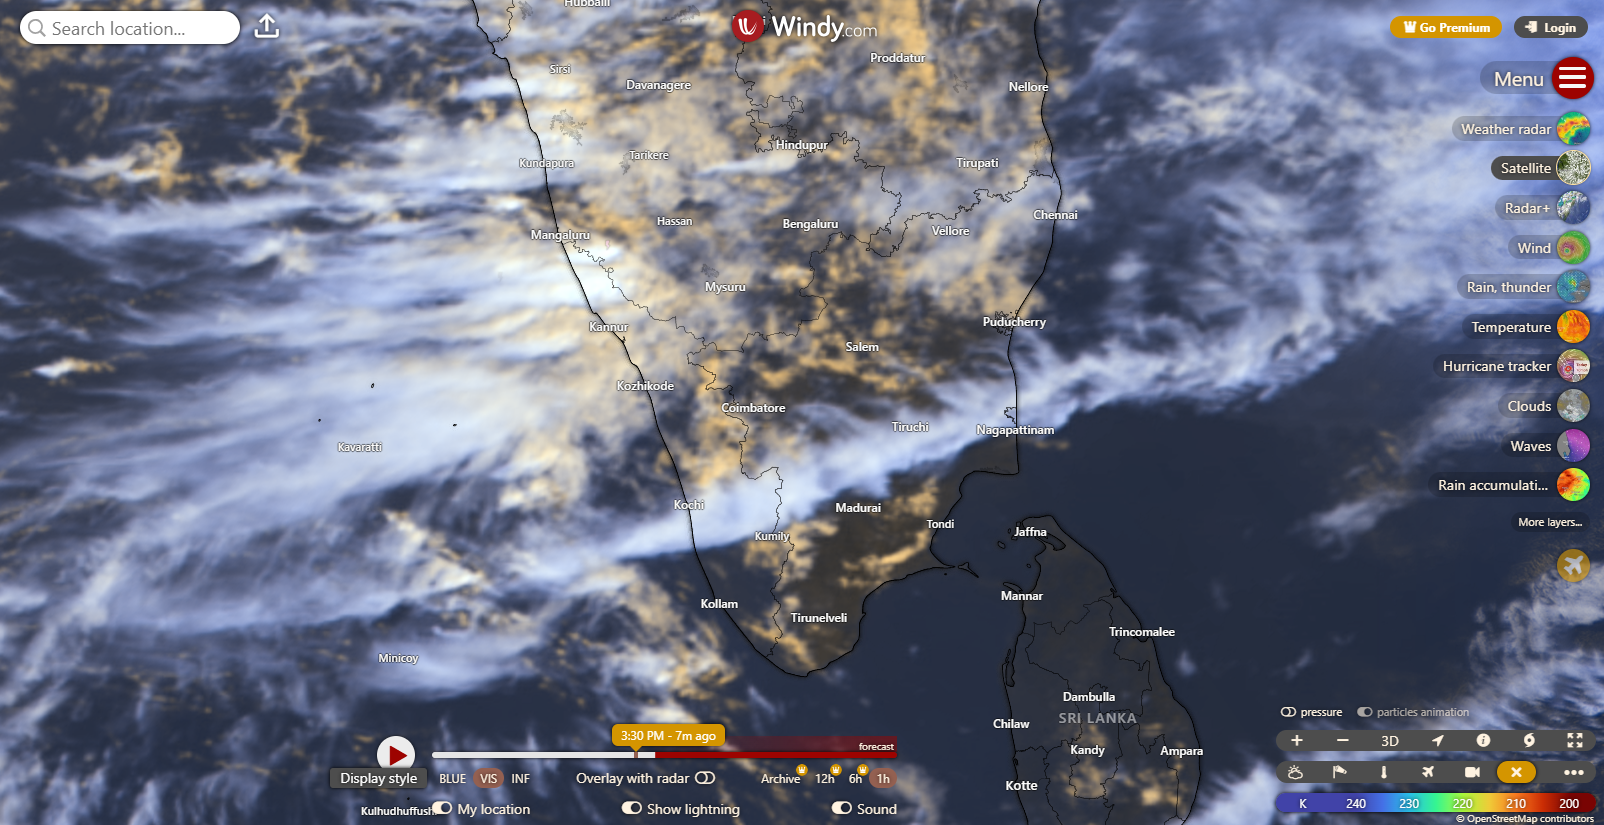 Search location...
Windy.com
Go Premium
Login
Menu
Weather radar
Satellite
Radar+
Wind
Rain, thunder
Temperature
Hurricane tracker
Clouds
Waves
Rain accumulati...
More layers...
Hubballi
Sirsi
Davanagere
Proddatur
Nellore
Kundapura
Tarikere
Hindupur
Tirupati
Mangaluru
Hassan
Bengaluru
Vellore
Chennai
Mysuru
Kannur
Puducherry
Salem
Kozhikode
Coimbatore
Kavaratti
Tiruchi
Nagapattinam
Kochi
Madurai
Kumily
Tondi
Jaffna
Kollam
Tirunelveli
Mannar
Trincomalee
Minicoy
Dambulla
SRI LANKA
Chilaw
Kandy
Ampara
Kotte
3:30 PM - 7m ago
forecast
Display style
BLUE VIS INF
Overlay with radar
Archive 12h 6h 1h
Kulhudhuffush
My location
Show lightning
Sound
pressure
particles animation
3D
K 240 230 220 210 200
© OpenStreetMap contributors